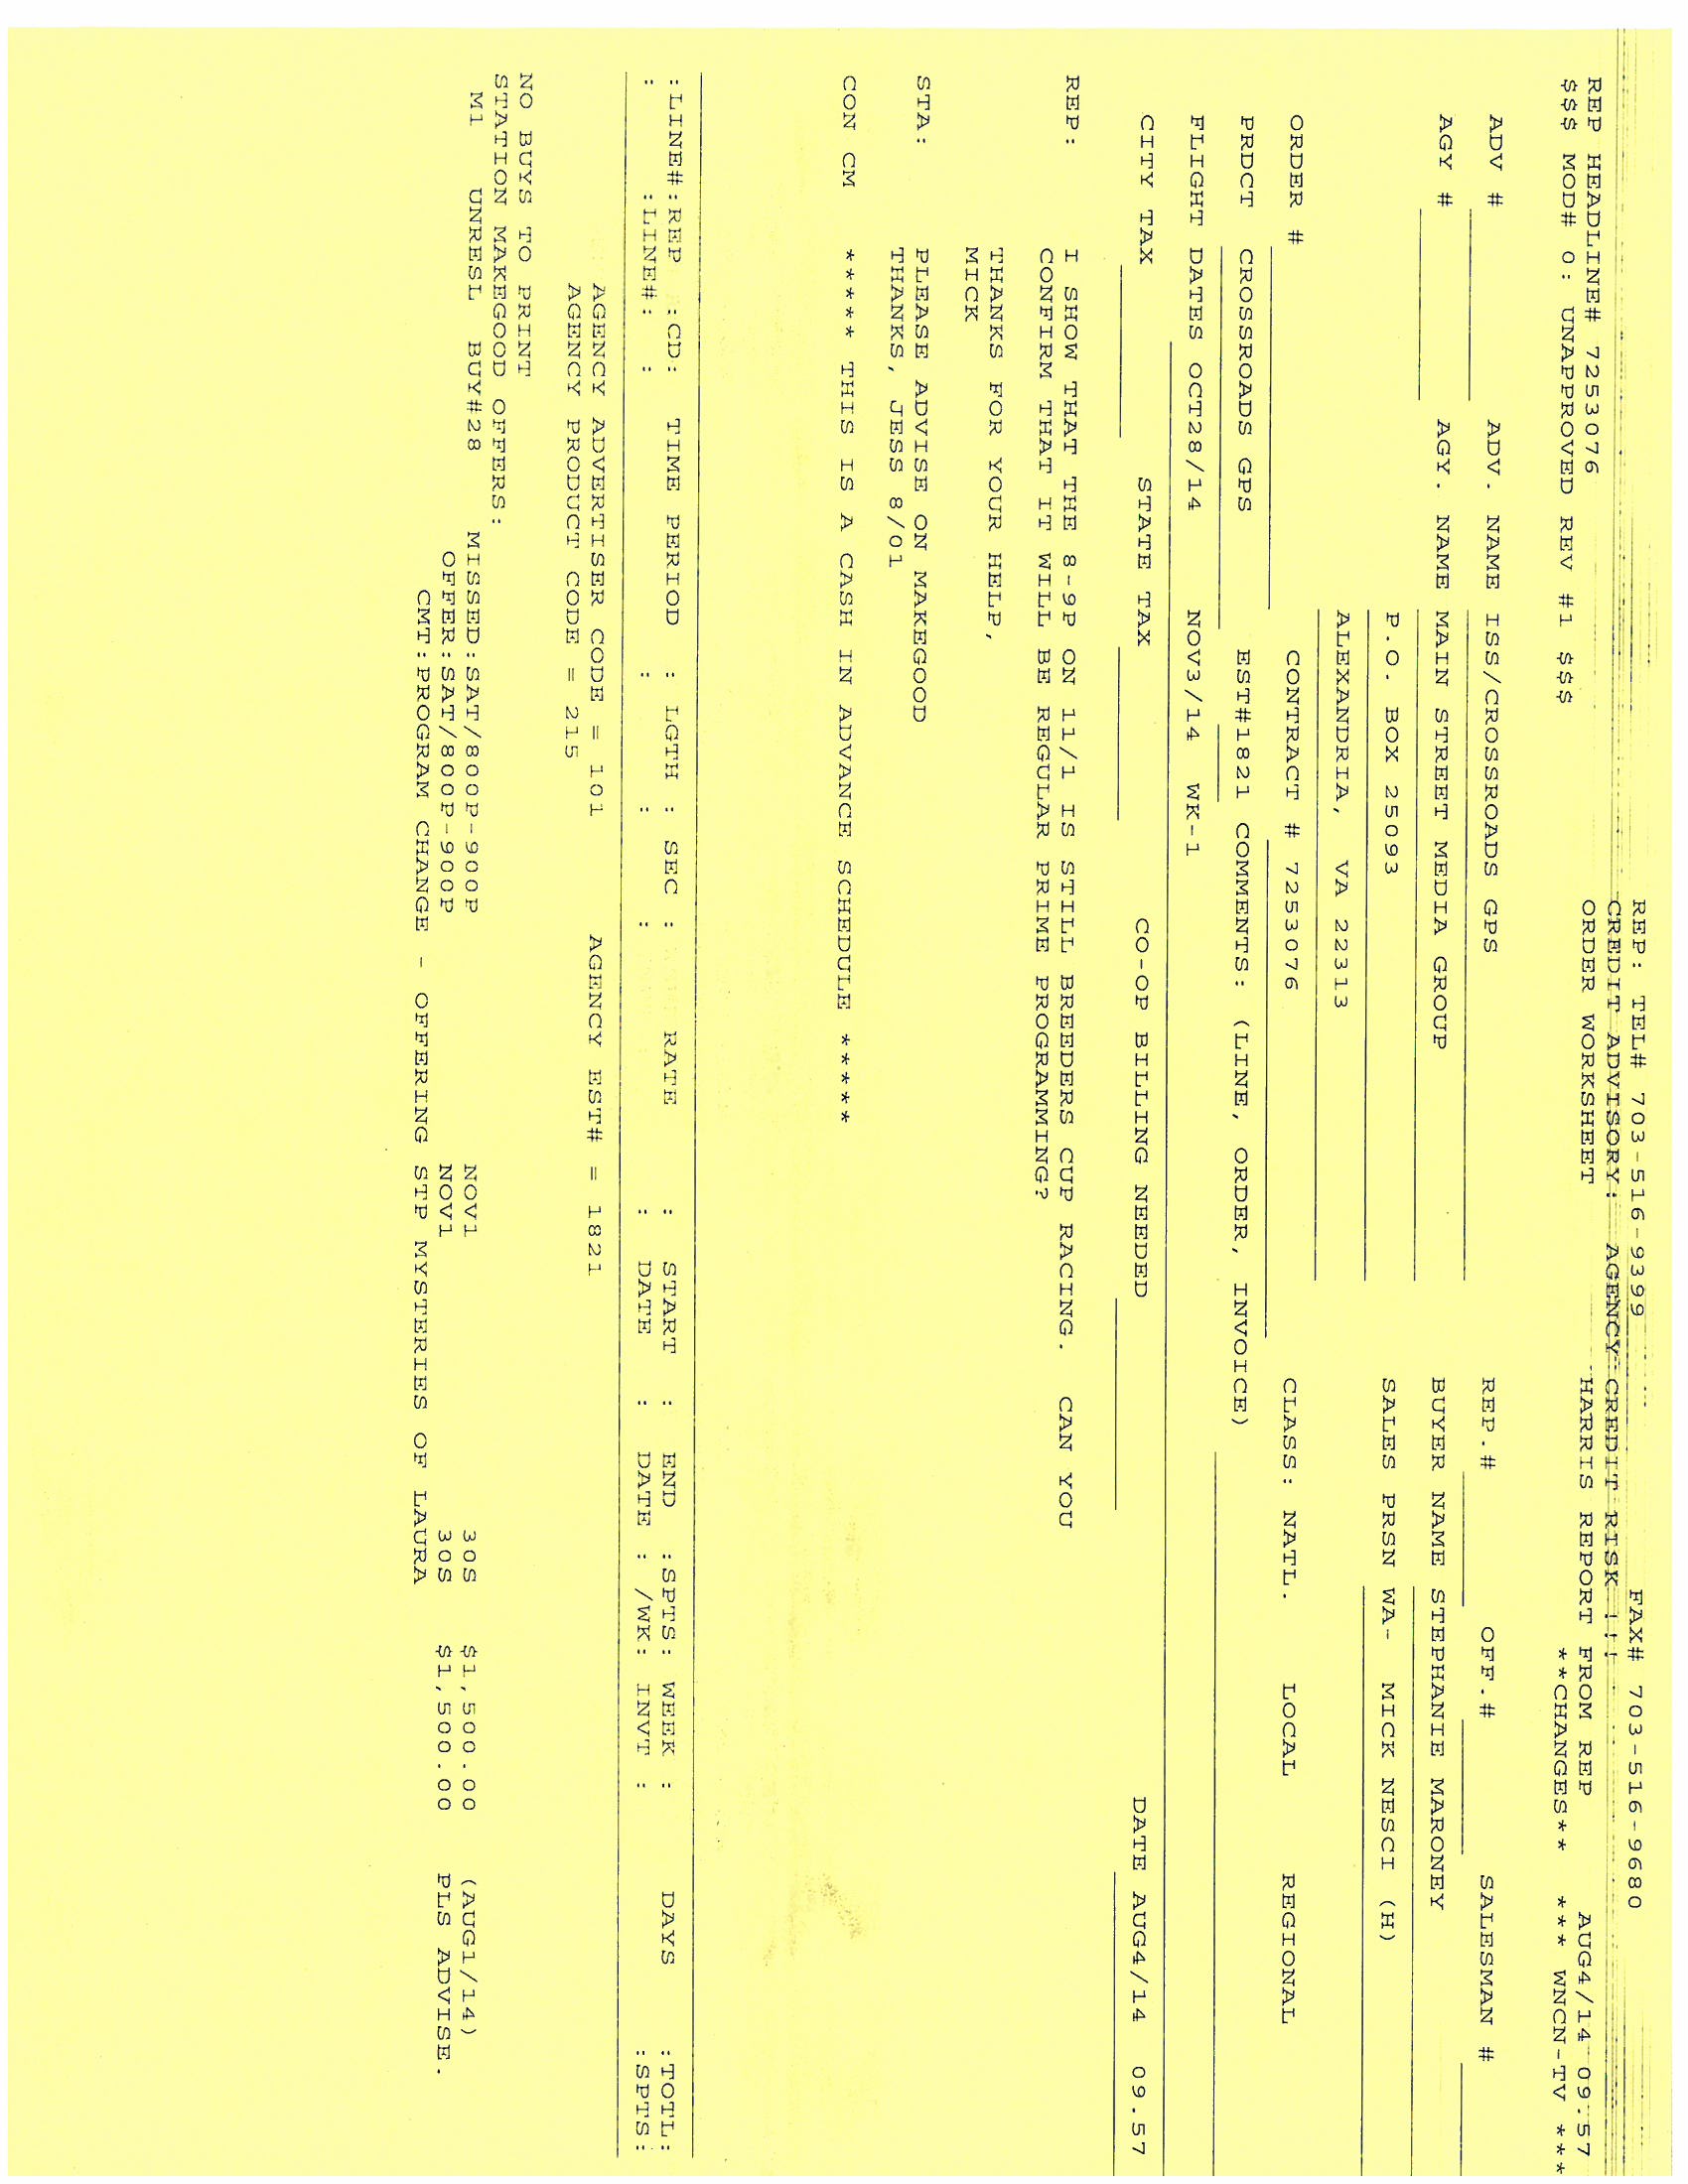 REP: TEL# 703-516-9399 FAX# 703-516-9680
CREDIT ADVISORY: AGENCY CREDIT RISK !!!
REP HEADLINE# 7253076 ORDER WORKSHEET HARRIS REPORT FROM REP AUG4/14 09.57
$$$ MOD# 0: UNAPPROVED REV #1 $$$ **CHANGES** *** WNCN-TV ***
ADV # ADV. NAME ISS/CROSSROADS GPS REP.# OFF.# SALESMAN #
AGY # AGY. NAME MAIN STREET MEDIA GROUP BUYER NAME STEPHANIE MARONEY
P.O. BOX 25093 SALES PRSN WA- MICK NESCI (H)
ALEXANDRIA, VA 22313
ORDER # CONTRACT # 7253076 CLASS: NATL. LOCAL REGIONAL
PRDCT CROSSROADS GPS EST#1821 COMMENTS: (LINE, ORDER, INVOICE)
FLIGHT DATES OCT28/14 NOV3/14 WK-1
CITY TAX STATE TAX CO-OP BILLING NEEDED DATE AUG4/14 09.57
REP: I SHOW THAT THE 8-9P ON 11/1 IS STILL BREEDERS CUP RACING. CAN YOU
CONFIRM THAT IT WILL BE REGULAR PRIME PROGRAMMING?
THANKS FOR YOUR HELP,
MICK
STA: PLEASE ADVISE ON MAKEGOOD
THANKS, JESS 8/01
CON CM ***** THIS IS A CASH IN ADVANCE SCHEDULE *****
:LINE#:REP :CD: TIME PERIOD : LGTH : SEC : RATE : START : END :SPTS: WEEK : DAYS :TOTL:
: :LINE#: : : : : : DATE : DATE : /WK: INVT : :SPTS:
AGENCY ADVERTISER CODE = 101 AGENCY EST# = 1821
AGENCY PRODUCT CODE = 215
NO BUYS TO PRINT
STATION MAKEGOOD OFFERS:
M1 UNRESL BUY#28 MISSED:SAT/800P-900P NOV1 30S $1,500.00 (AUG1/14)
OFFER:SAT/800P-900P NOV1 30S $1,500.00 PLS ADVISE.
CMT:PROGRAM CHANGE - OFFERING STP MYSTERIES OF LAURA